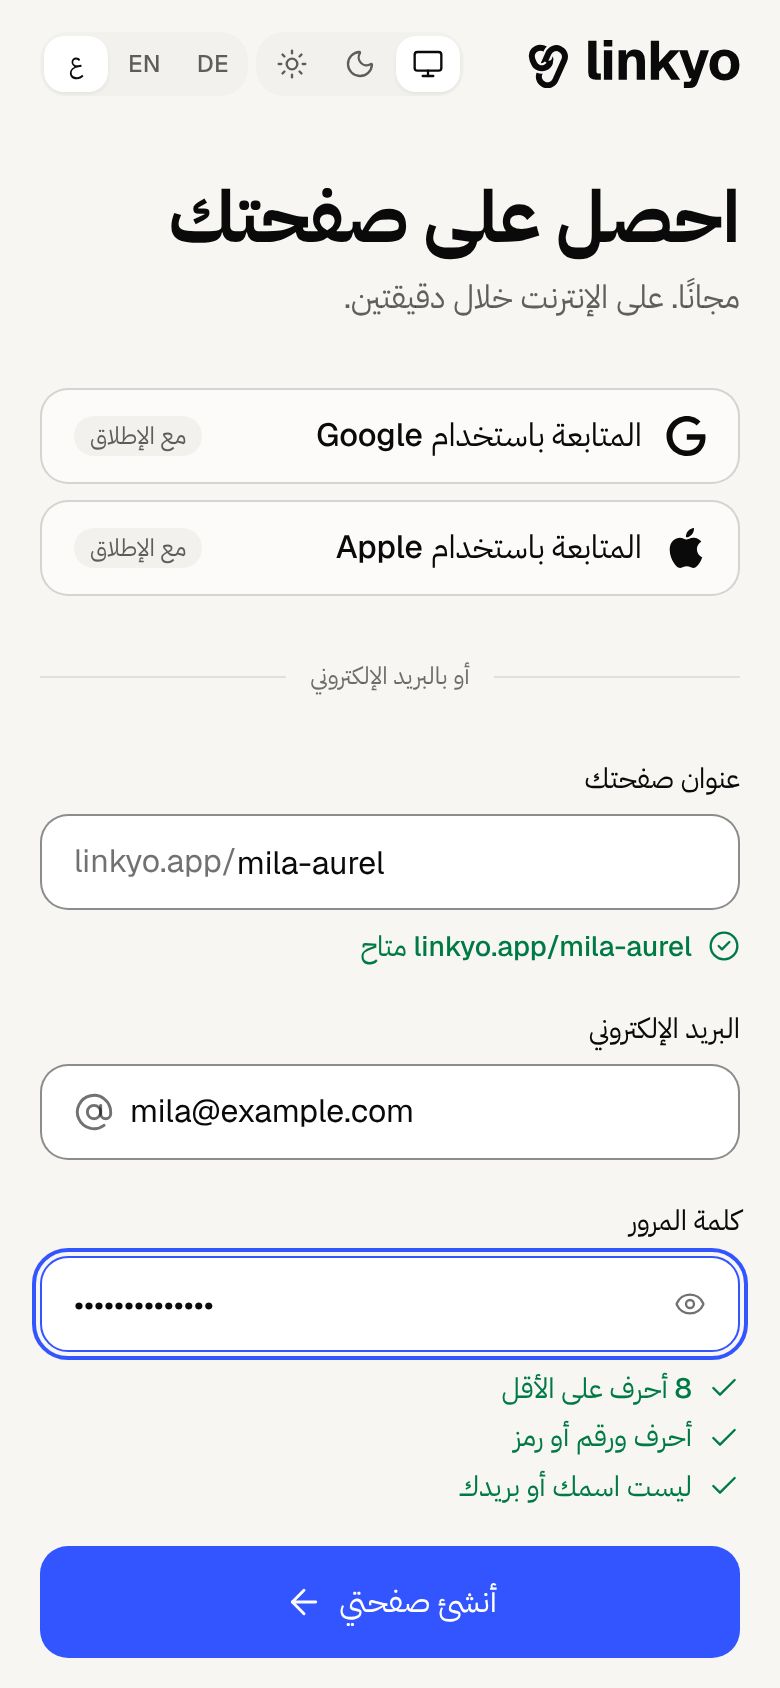 linkyo
ع EN DE
احصل على صفحتك
مجانًا. على الإنترنت خلال دقيقتين.
المتابعة باستخدام Google
مع الإطلاق
المتابعة باستخدام Apple
مع الإطلاق
أو بالبريد الإلكتروني
عنوان صفحتك
linkyo.app/mila-aurel
linkyo.app/mila-aurel متاح
البريد الإلكتروني
@ mila@example.com
كلمة المرور
••••••••••••••
8 أحرف على الأقل
أحرف ورقم أو رمز
ليست اسمك أو بريدك
أنشئ صفحتي ←